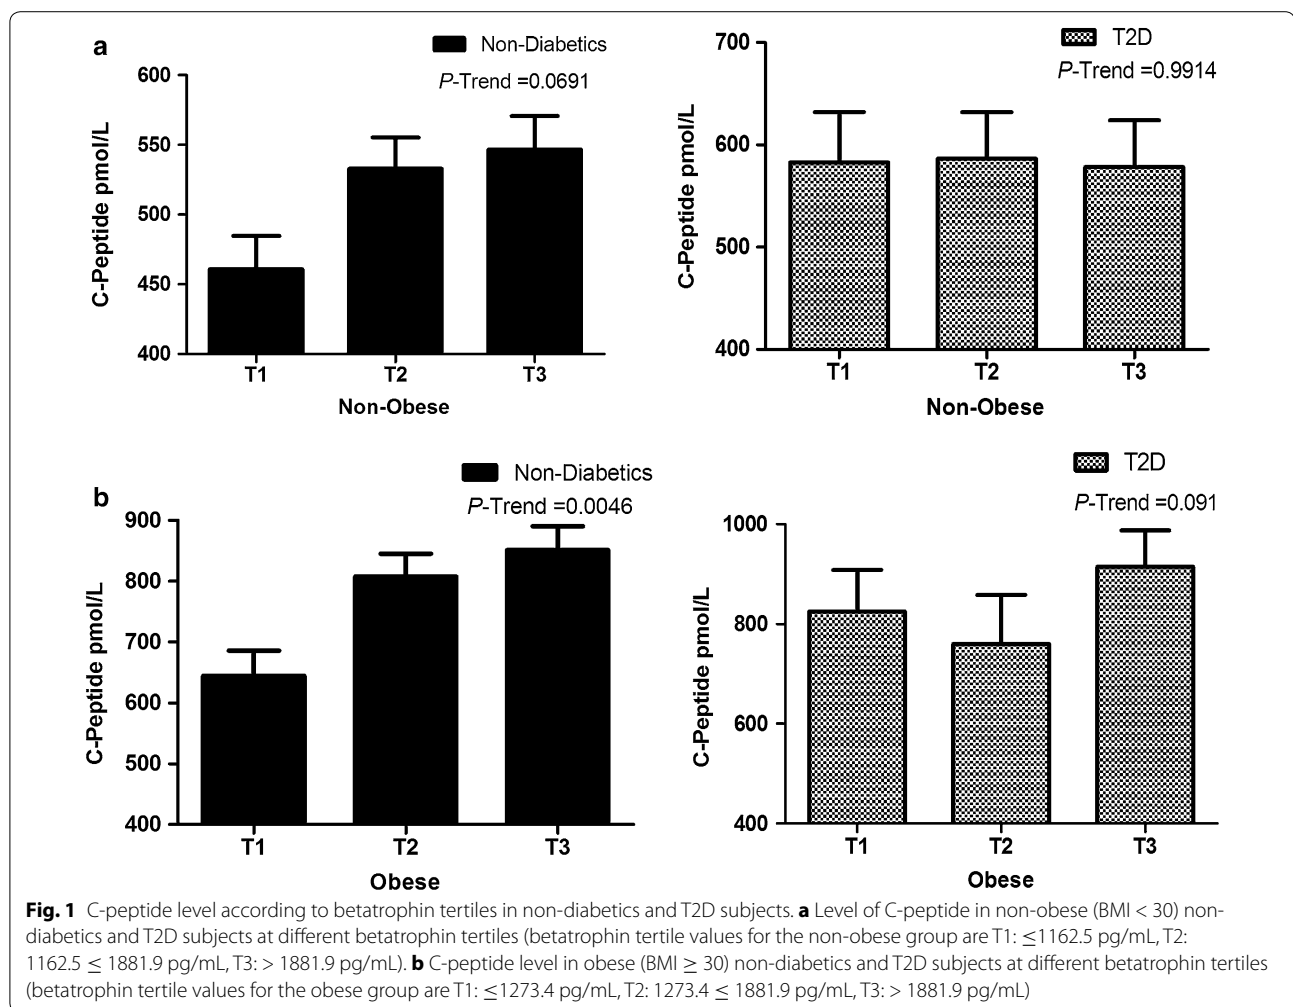 a
Non-Diabetics
P-Trend =0.0691
C-Peptide pmol/L
600
550
500
450
400
T1 T2 T3
Non-Obese
T2D
P-Trend =0.9914
C-Peptide pmol/L
700
600
500
400
T1 T2 T3
Non-Obese
b
Non-Diabetics
P-Trend =0.0046
C-Peptide pmol/L
900
800
700
600
500
400
T1 T2 T3
Obese
T2D
P-Trend =0.091
C-Peptide pmol/L
1000
800
600
400
T1 T2 T3
Obese
Fig. 1 C-peptide level according to betatrophin tertiles in non-diabetics and T2D subjects. a Level of C-peptide in non-obese (BMI < 30) non-
diabetics and T2D subjects at different betatrophin tertiles (betatrophin tertile values for the non-obese group are T1: ≤1162.5 pg/mL, T2:
1162.5 ≤ 1881.9 pg/mL, T3: > 1881.9 pg/mL). b C-peptide level in obese (BMI ≥ 30) non-diabetics and T2D subjects at different betatrophin tertiles
(betatrophin tertile values for the obese group are T1: ≤1273.4 pg/mL, T2: 1273.4 ≤ 1881.9 pg/mL, T3: > 1881.9 pg/mL)